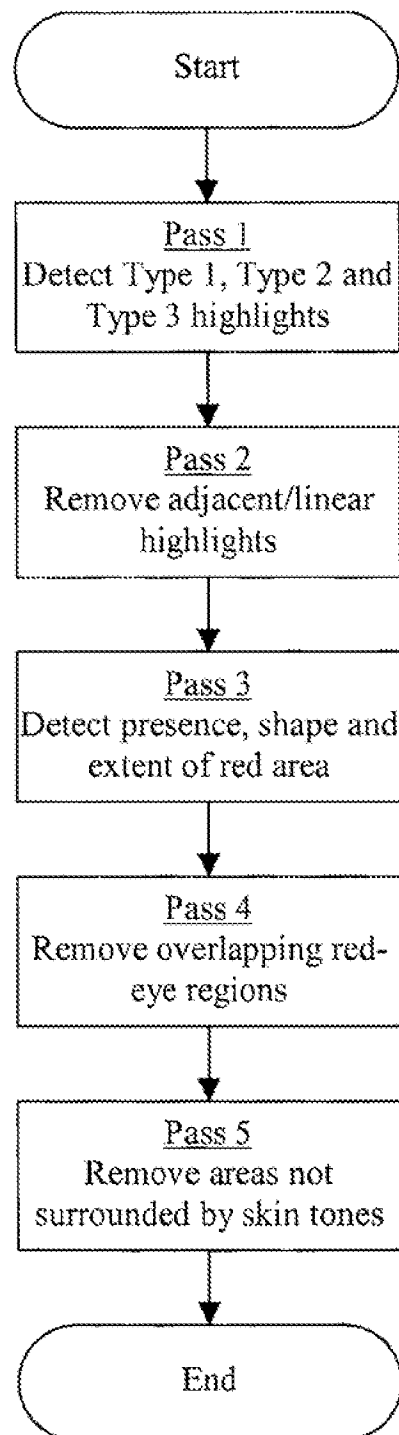 Start
Pass 1
Detect Type 1, Type 2 and
Type 3 highlights
Pass 2
Remove adjacent/linear
highlights
Pass 3
Detect presence, shape and
extent of red area
Pass 4
Remove overlapping red-
eye regions
Pass 5
Remove areas not
surrounded by skin tones
End